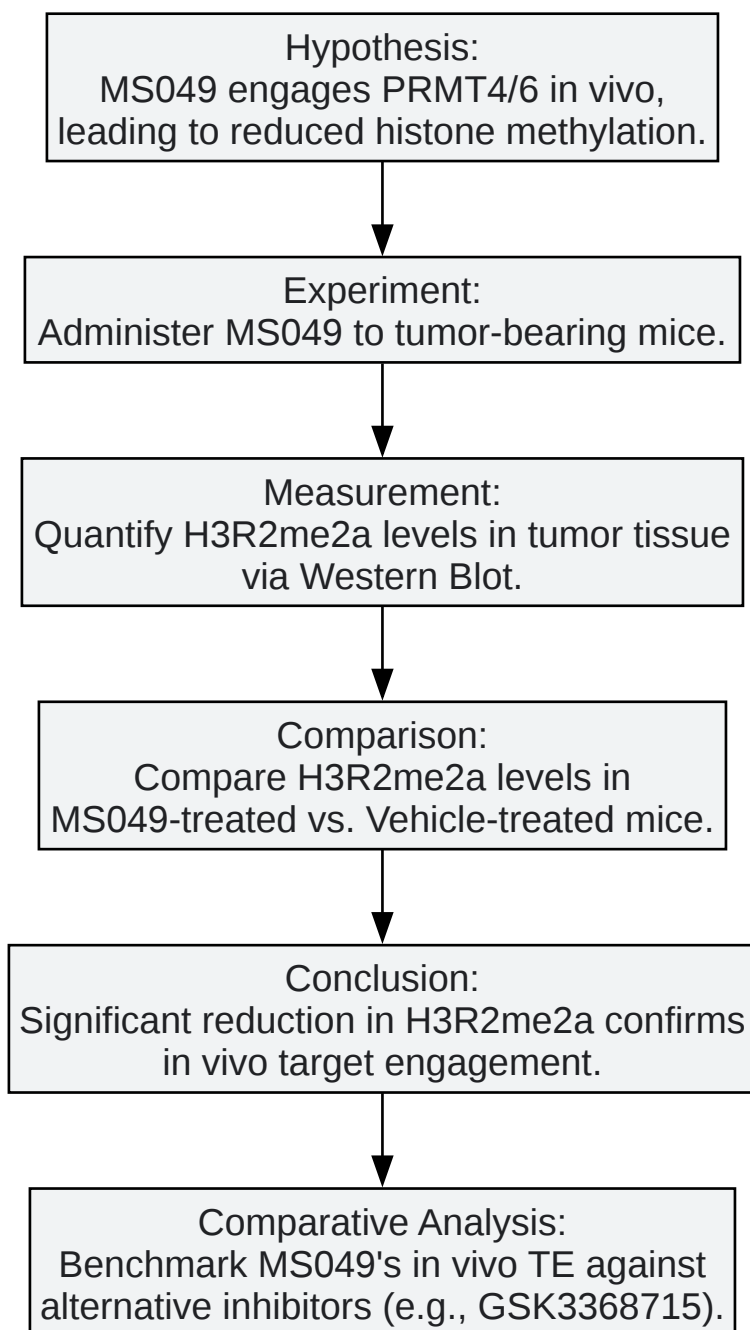 Hypothesis:
MS049 engages PRMT4/6 in vivo,
leading to reduced histone methylation.
Experiment:
Administer MS049 to tumor-bearing mice.
Measurement:
Quantify H3R2me2a levels in tumor tissue
via Western Blot.
Comparison:
Compare H3R2me2a levels in
MS049-treated vs. Vehicle-treated mice.
Conclusion:
Significant reduction in H3R2me2a confirms
in vivo target engagement.
Comparative Analysis:
Benchmark MS049's in vivo TE against
alternative inhibitors (e.g., GSK3368715).